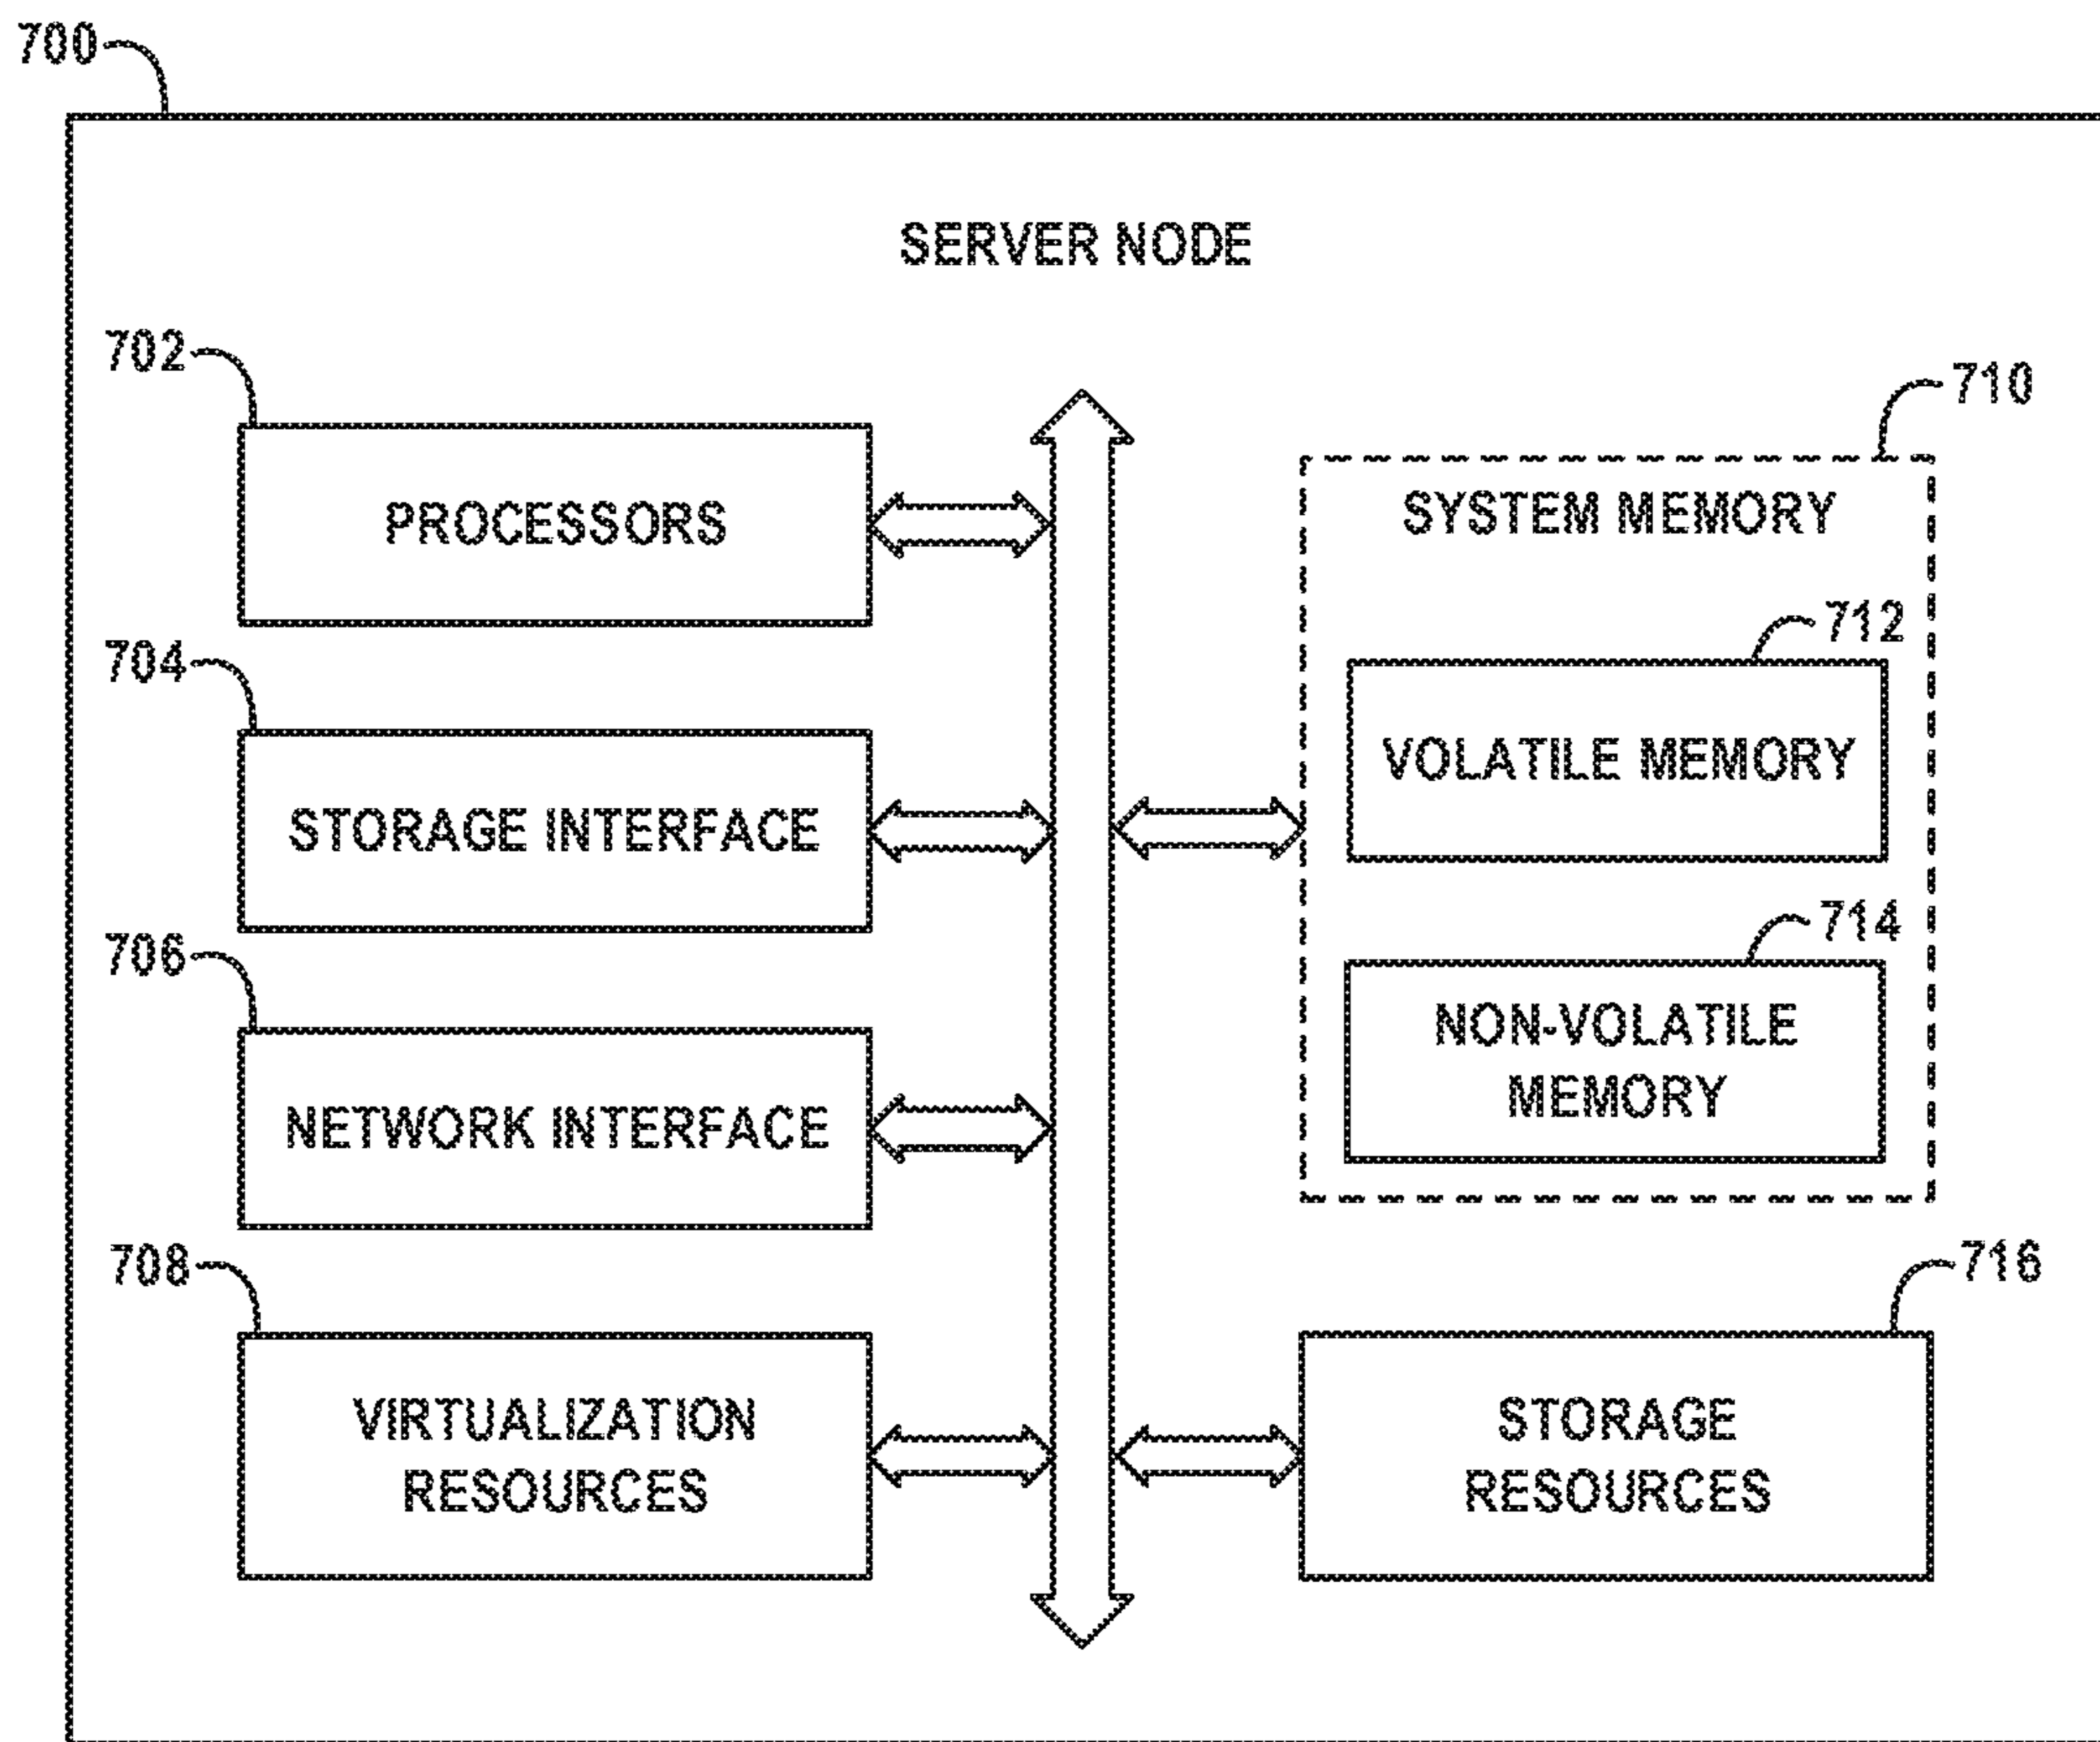 700
SERVER NODE
702
PROCESSORS
704
STORAGE INTERFACE
706
NETWORK INTERFACE
708
VIRTUALIZATION
RESOURCES
710
SYSTEM MEMORY
712
VOLATILE MEMORY
714
NON-VOLATILE
MEMORY
716
STORAGE
RESOURCES